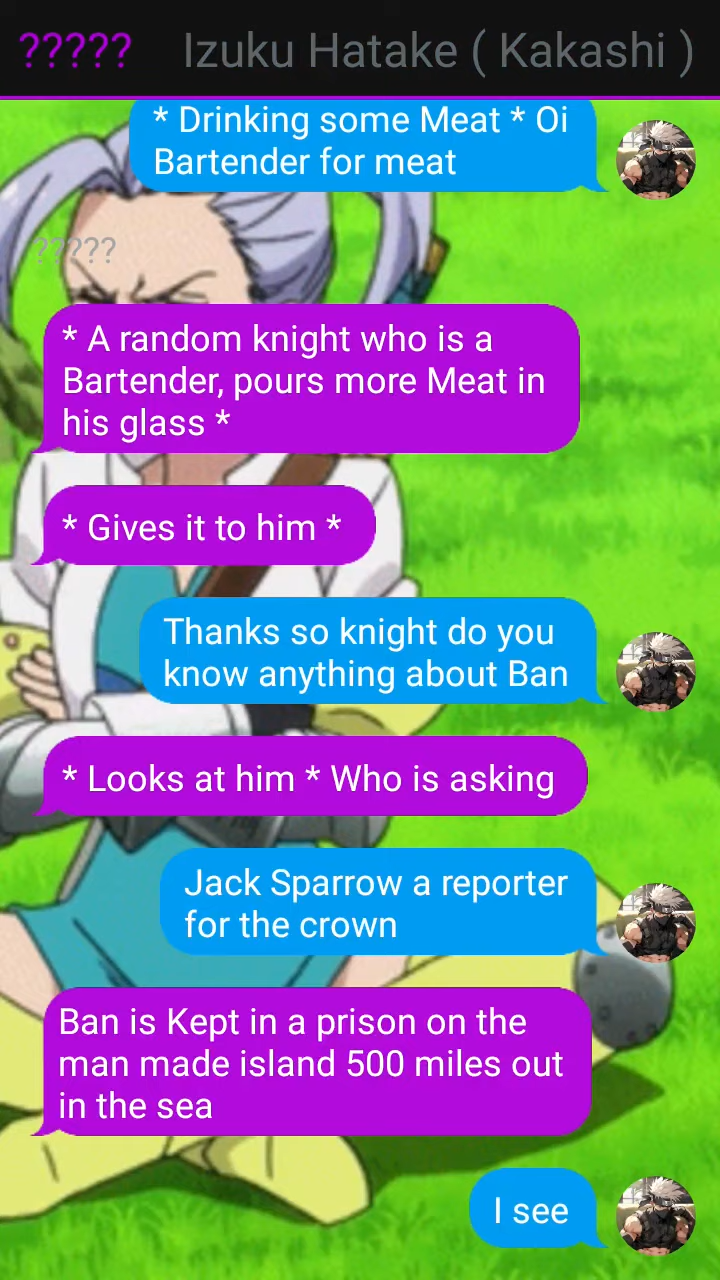 ????? Izuku Hatake ( Kakashi )
* Drinking some Meat * Oi
Bartender for meat
?????
* A random knight who is a
Bartender, pours more Meat in
his glass *
* Gives it to him *
Thanks so knight do you
know anything about Ban
* Looks at him * Who is asking
Jack Sparrow a reporter
for the crown
Ban is Kept in a prison on the
man made island 500 miles out
in the sea
I see